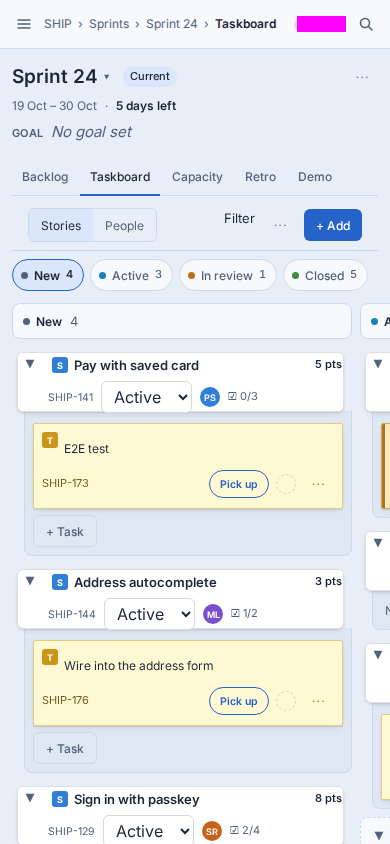 SHIP › Sprints › Sprint 24 › Taskboard
Sprint 24 ▾ Current ...
19 Oct – 30 Oct · 5 days left
GOAL No goal set
Backlog Taskboard Capacity Retro Demo
Stories People Filter ... + Add
New 4 Active 3 In review 1 Closed 5
New 4
▼ S Pay with saved card 5 pts
SHIP-141 Active PS ☑ 0/3
T E2E test
SHIP-173 Pick up ...
+ Task
▼ S Address autocomplete 3 pts
SHIP-144 Active ML ☑ 1/2
T Wire into the address form
SHIP-176 Pick up ...
+ Task
▼ S Sign in with passkey 8 pts
SHIP-129 Active SR ☑ 2/4